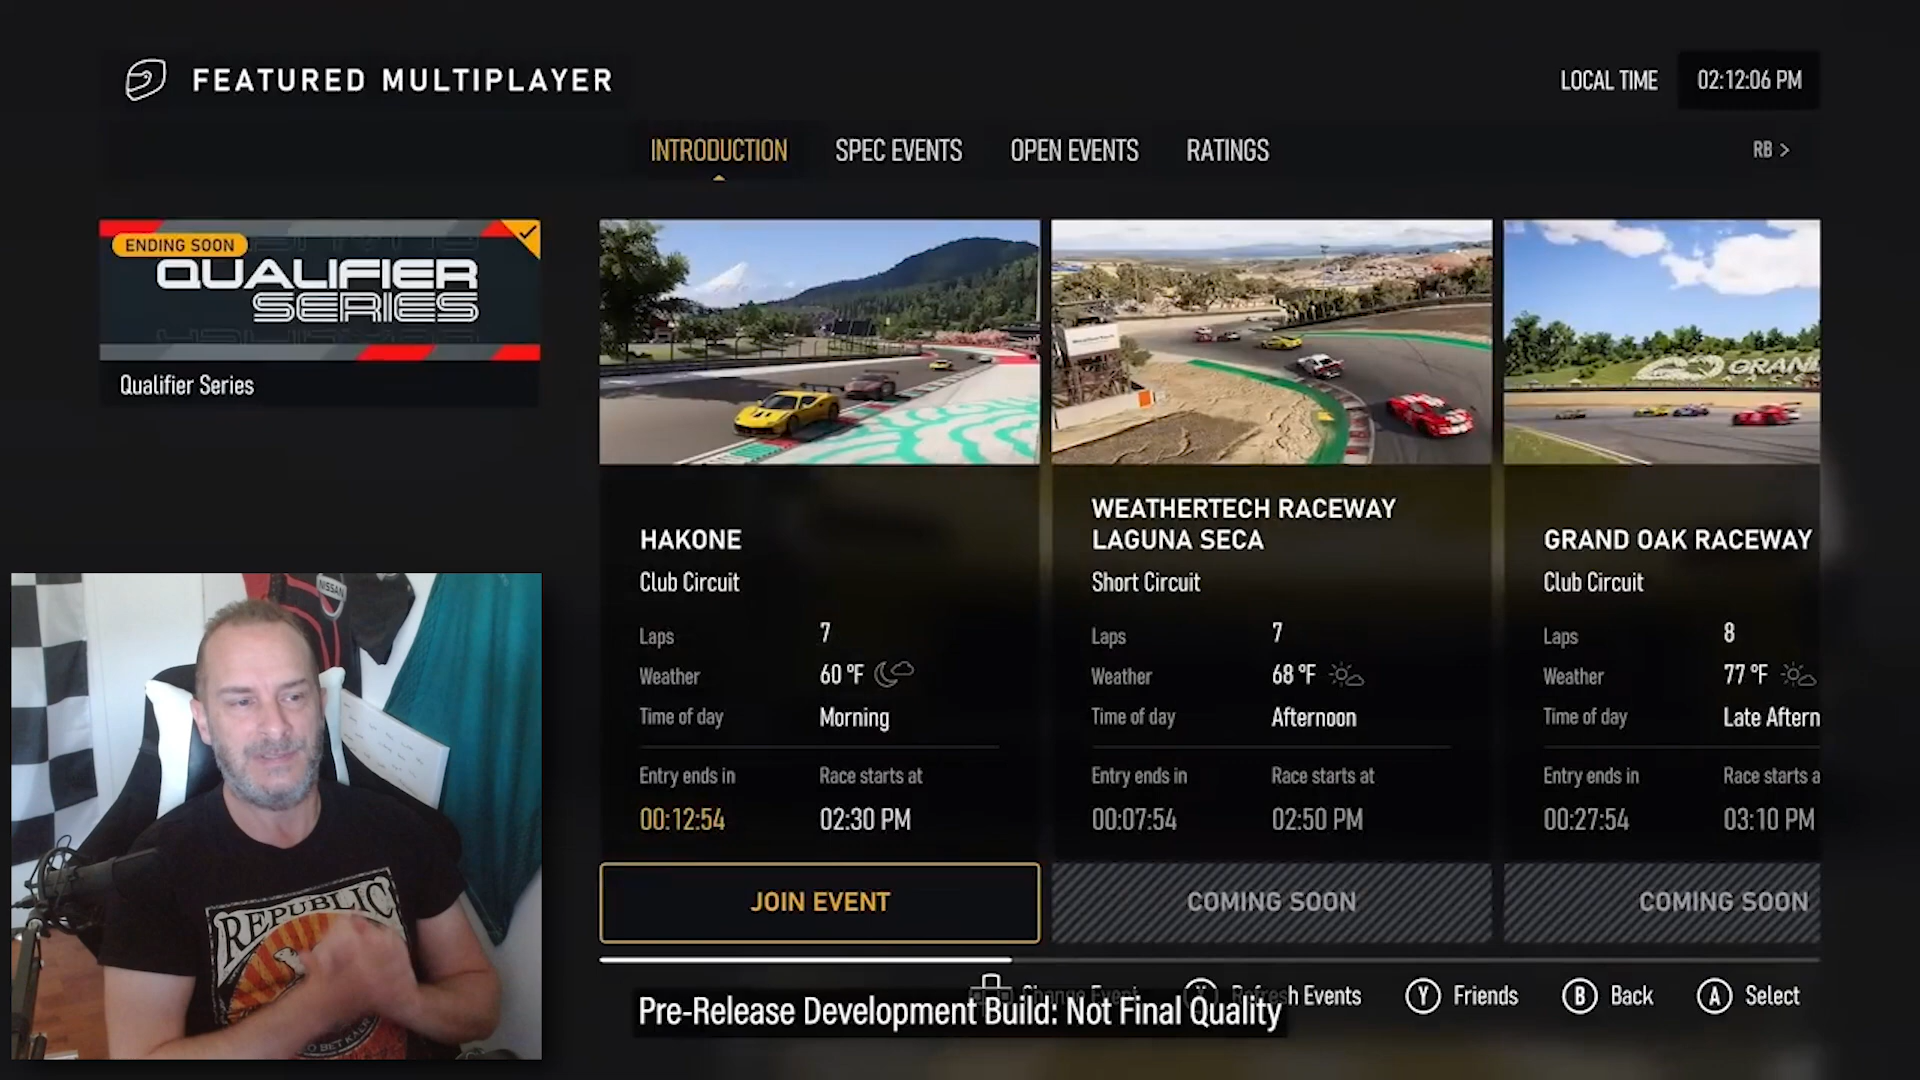 FEATURED MULTIPLAYER
LOCAL TIME 02:12:06 PM
INTRODUCTION SPEC EVENTS OPEN EVENTS RATINGS RB >
ENDING SOON
QUALIFIER
SERIES
Qualifier Series
HAKONE
Club Circuit
Laps 7
Weather 60 °F
Time of day Morning
Entry ends in Race starts at
00:12:54 02:30 PM
JOIN EVENT
WEATHERTECH RACEWAY
LAGUNA SECA
Short Circuit
Laps 7
Weather 68 °F
Time of day Afternoon
Entry ends in Race starts at
00:07:54 02:50 PM
COMING SOON
GRAND OAK RACEWAY
Club Circuit
Laps 8
Weather 77 °F
Time of day Late Aftern
Entry ends in Race starts a
00:27:54 03:10 PM
COMING SOON
Change Event X Refresh Events Y Friends B Back A Select
Pre-Release Development Build: Not Final Quality
NISSAN
REPUBLIC